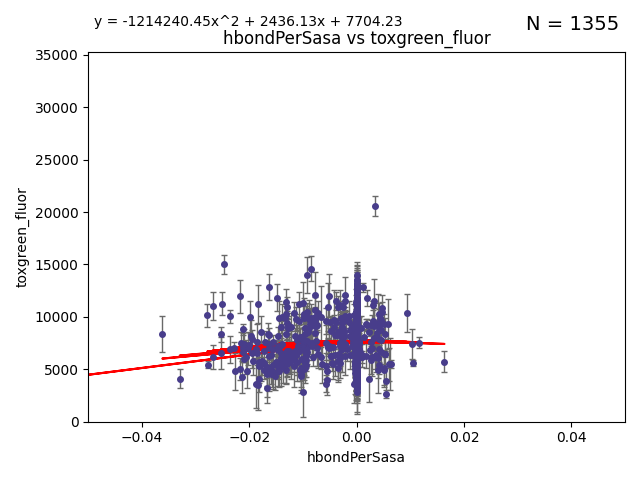 y = -1214240.45x^2 + 2436.13x + 7704.23
N = 1355
hbondPerSasa vs toxgreen_fluor
35000
30000
25000
20000
15000
10000
5000
0
toxgreen_fluor
−0.04
−0.02
0.00
0.02
0.04
hbondPerSasa